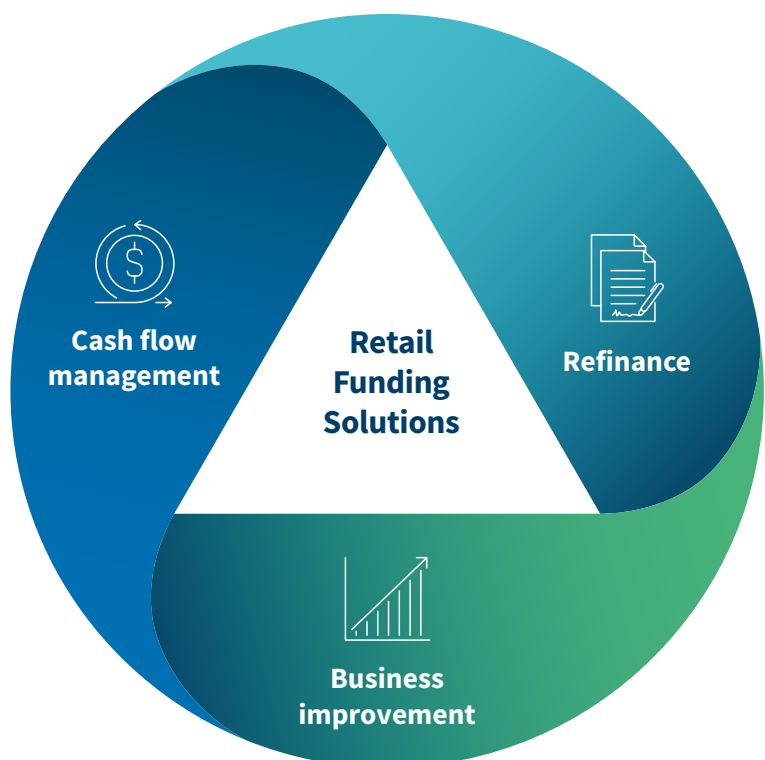 Cash flow
management
Retail
Funding
Solutions
Refinance
Business
improvement